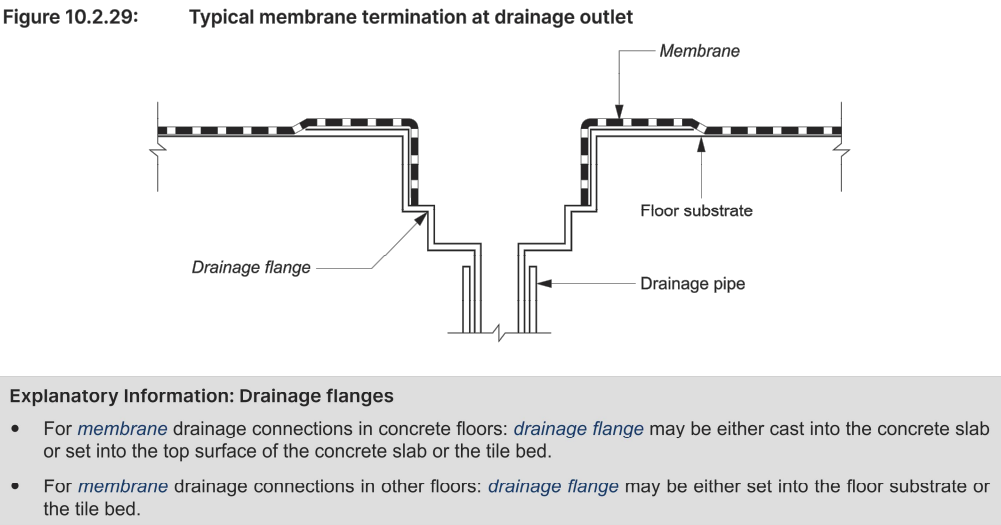 Figure 10.2.29: Typical membrane termination at drainage outlet
Membrane
Floor substrate
Drainage flange
Drainage pipe
Explanatory Information: Drainage flanges
• For membrane drainage connections in concrete floors: drainage flange may be either cast into the concrete slab
or set into the top surface of the concrete slab or the tile bed.
• For membrane drainage connections in other floors: drainage flange may be either set into the floor substrate or
the tile bed.